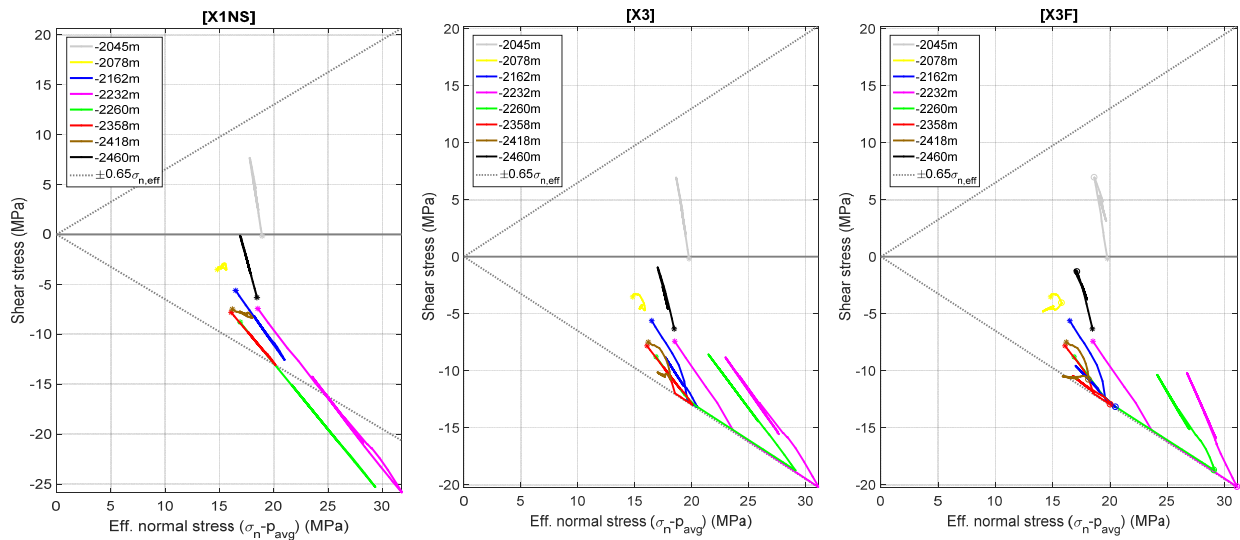 [X1NS]
20
15
10
5
0
-5
-10
-15
-20
-25
0
5
10
15
20
25
30
Shear stress (MPa)
Eff. normal stress (σn-pavg) (MPa)
-2045m
-2078m
-2162m
-2232m
-2260m
-2358m
-2418m
-2460m
±0.65σn,eff
[X3]
20
15
10
5
0
-5
-10
-15
-20
0
5
10
15
20
25
30
Shear stress (MPa)
Eff. normal stress (σn-pavg) (MPa)
-2045m
-2078m
-2162m
-2232m
-2260m
-2358m
-2418m
-2460m
±0.65σn,eff
[X3F]
20
15
10
5
0
-5
-10
-15
-20
0
5
10
15
20
25
30
Shear stress (MPa)
Eff. normal stress (σn-pavg) (MPa)
-2045m
-2078m
-2162m
-2232m
-2260m
-2358m
-2418m
-2460m
±0.65σn,eff